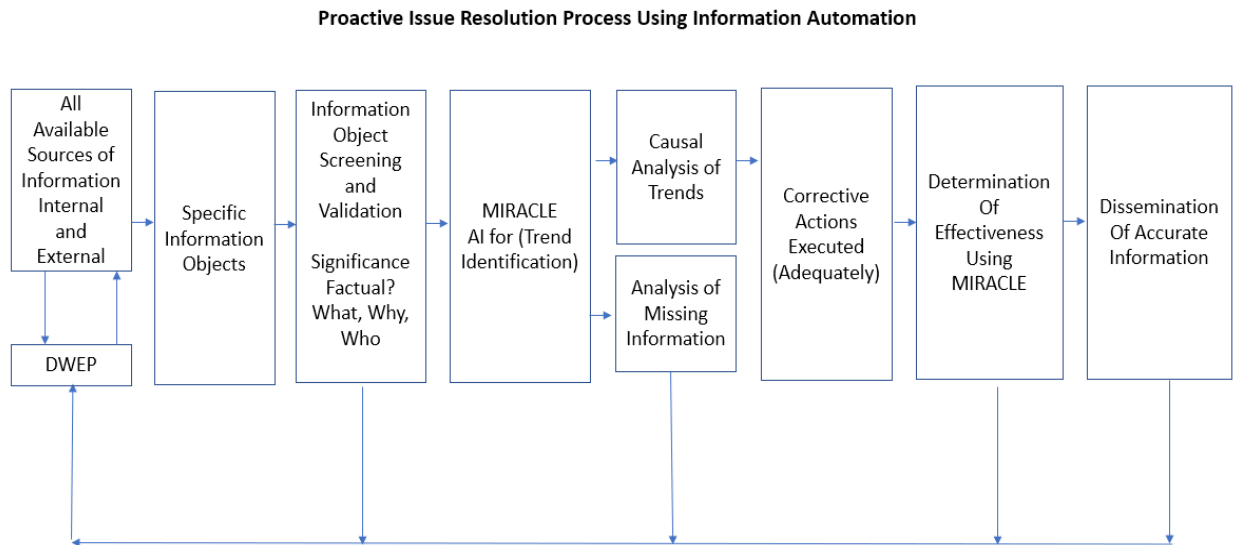 Proactive Issue Resolution Process Using Information Automation
All
Available
Sources of
Information
Internal
and
External
DWEP
Specific
Information
Objects
Information
Object
Screening
and
Validation
Significance
Factual?
What, Why,
Who
MIRACLE
AI for (Trend
Identification)
Causal
Analysis of
Trends
Analysis of
Missing
Information
Corrective
Actions
Executed
(Adequately)
Determination
Of
Effectiveness
Using
MIRACLE
Dissemination
Of Accurate
Information